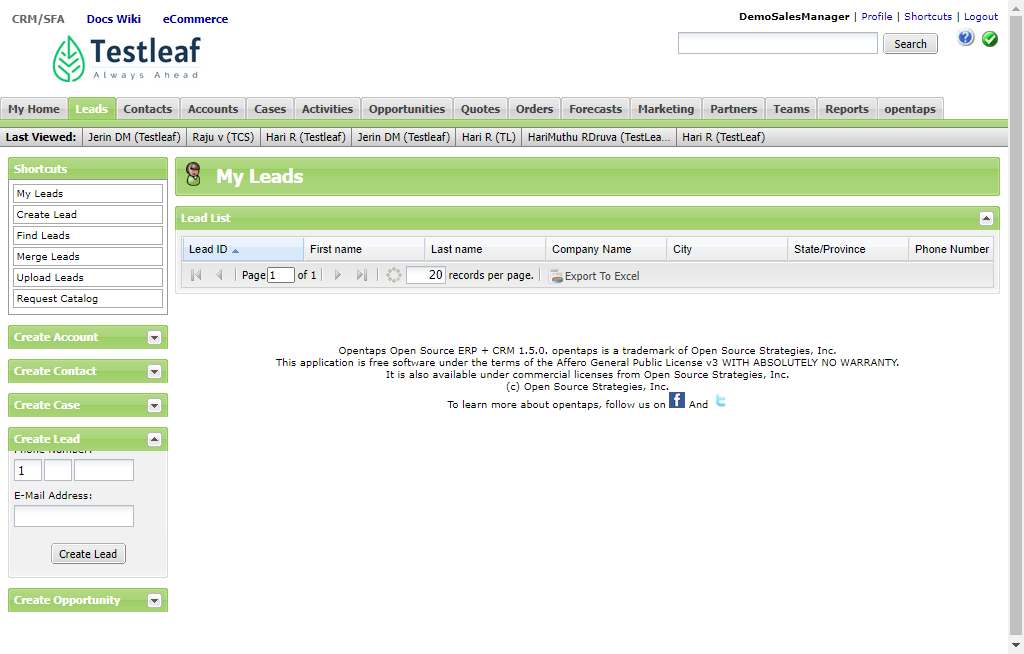 CRM/SFA Docs Wiki eCommerce
DemoSalesManager | Profile | Shortcuts | Logout
Testleaf
Always Ahead
Search
My Home Leads Contacts Accounts Cases Activities Opportunities Quotes Orders Forecasts Marketing Partners Teams Reports opentaps
Last Viewed: Jerin DM (Testleaf) Raju v (TCS) Hari R (Testleaf) Jerin DM (Testleaf) Hari R (TL) HariMuthu RDruva (TestLea... Hari R (TestLeaf)
Shortcuts
My Leads
Create Lead
Find Leads
Merge Leads
Upload Leads
Request Catalog
Create Account
Create Contact
Create Case
Create Lead
Phone Number:
1
E-Mail Address:
Create Lead
Create Opportunity
My Leads
Lead List
Lead ID First name Last name Company Name City State/Province Phone Number
Page 1 of 1 20 records per page. Export To Excel
Opentaps Open Source ERP + CRM 1.5.0. opentaps is a trademark of Open Source Strategies, Inc.
This application is free software under the terms of the Affero General Public License v3 WITH ABSOLUTELY NO WARRANTY.
It is also available under commercial licenses from Open Source Strategies, Inc.
(c) Open Source Strategies, Inc.
To learn more about opentaps, follow us on f And t